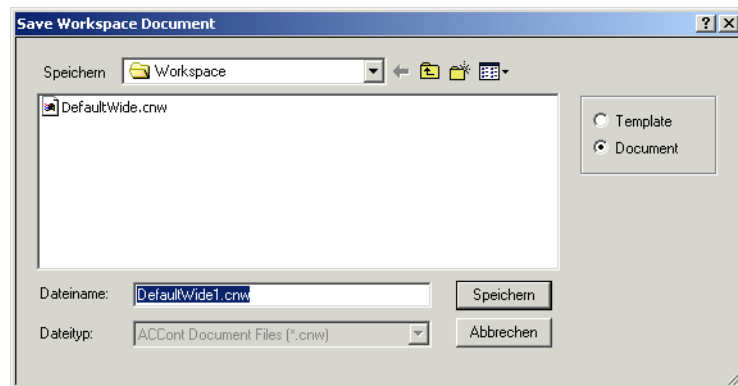 Save Workspace Document
Speichern Workspace
DefaultWide.cnw
Template
Document
Dateiname: DefaultWide1.cnw Speichern
Dateityp: ACCont Document Files (*.cnw) Abbrechen